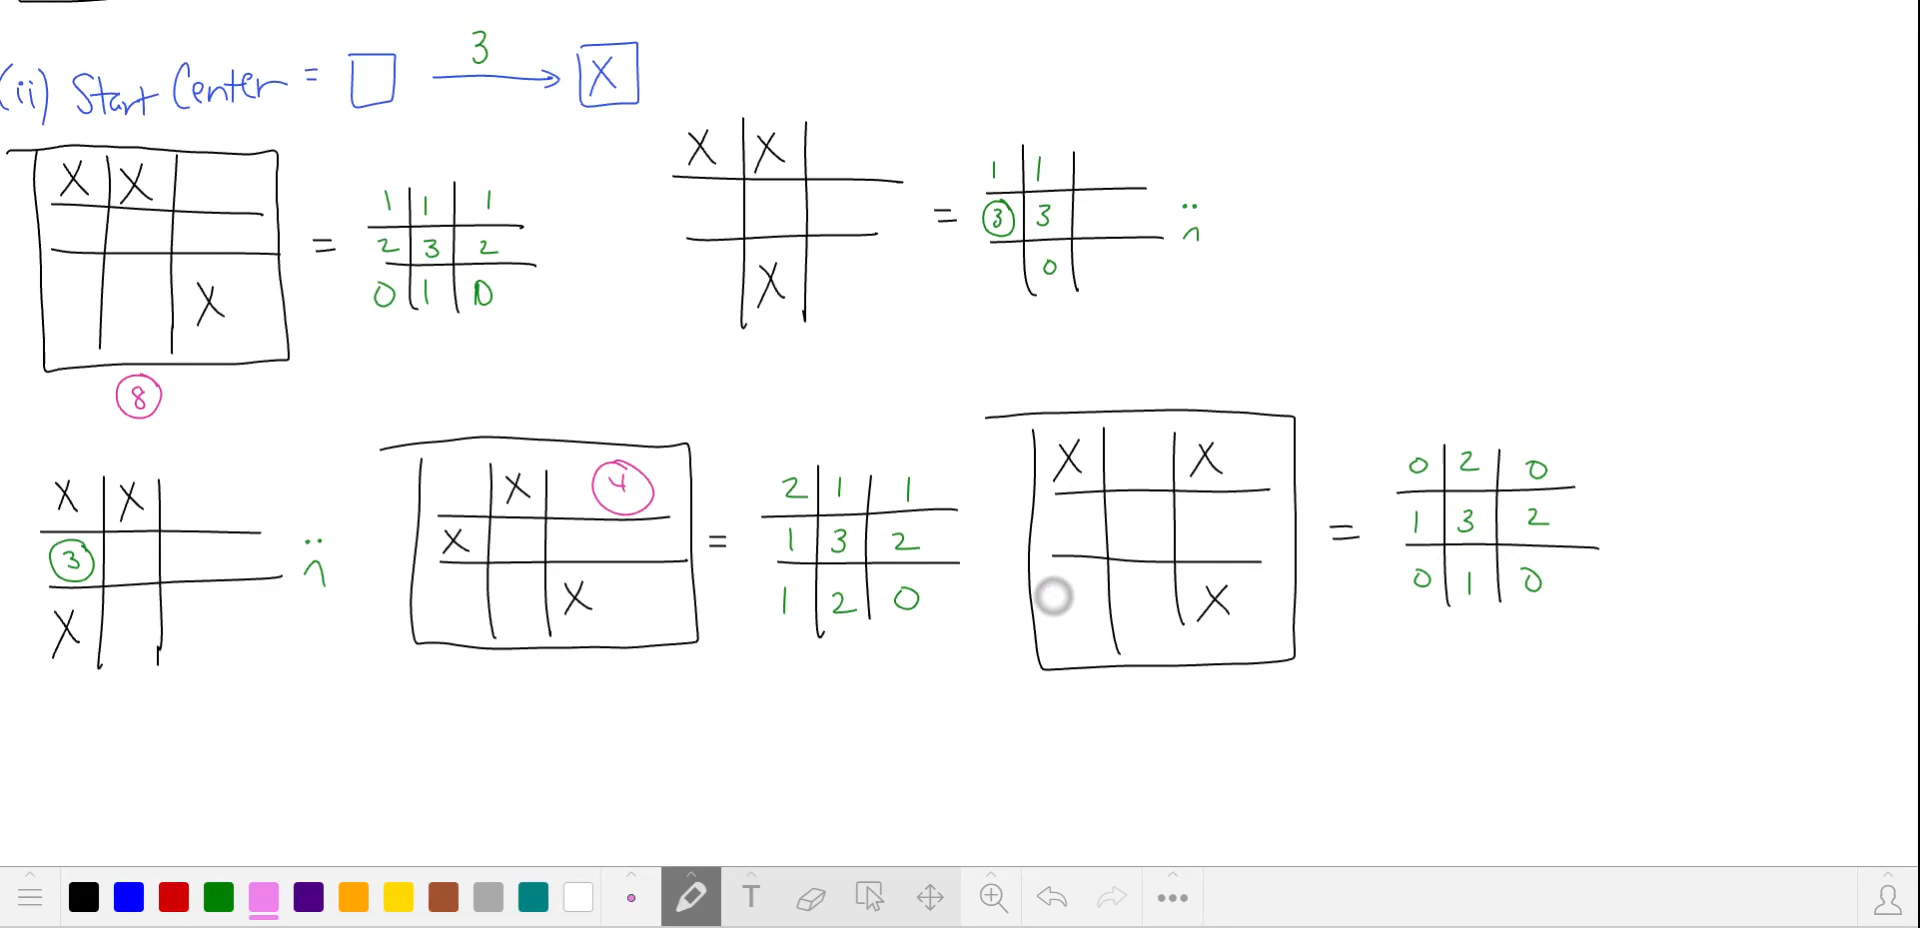 (ii) Start Center = □ 3 → X
X X
X
= 1 1 1
2 3 2
0 1 0
8
X X
X
= 1 1
3 3
0
X X
3
X
X 4
X
X
= 2 1 1
1 3 2
1 2 0
X X
X
= 0 2 0
1 3 2
0 1 0
T